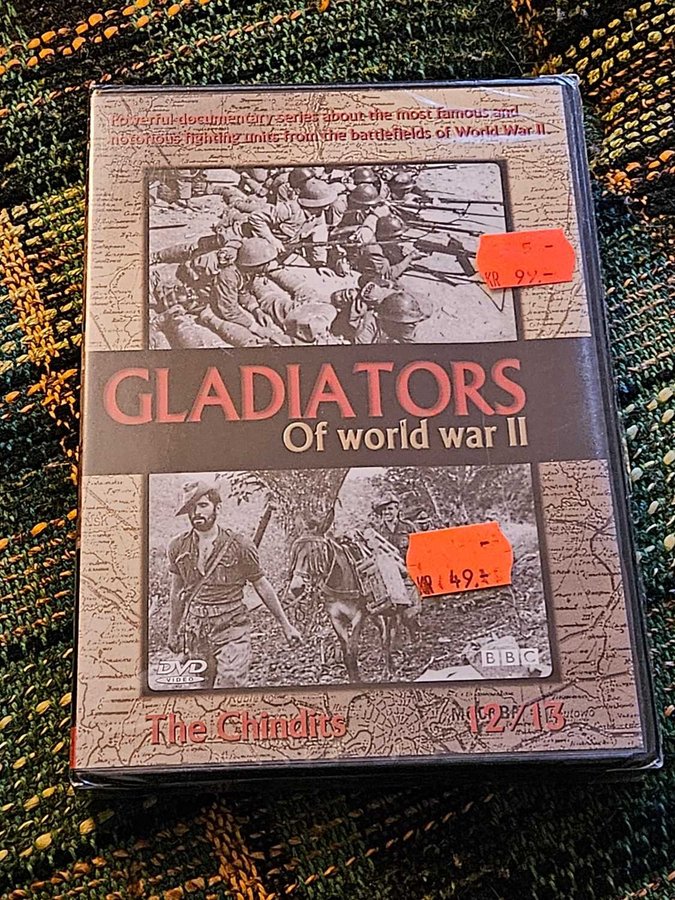 Powerful documentary series about the most famous and
notorious fighting units from the battlefields of World War II.
KR 99.-
GLADIATORS
Of world war II
KR 49.-
DVD
VIDEO
BBC
The Chindits
12/13